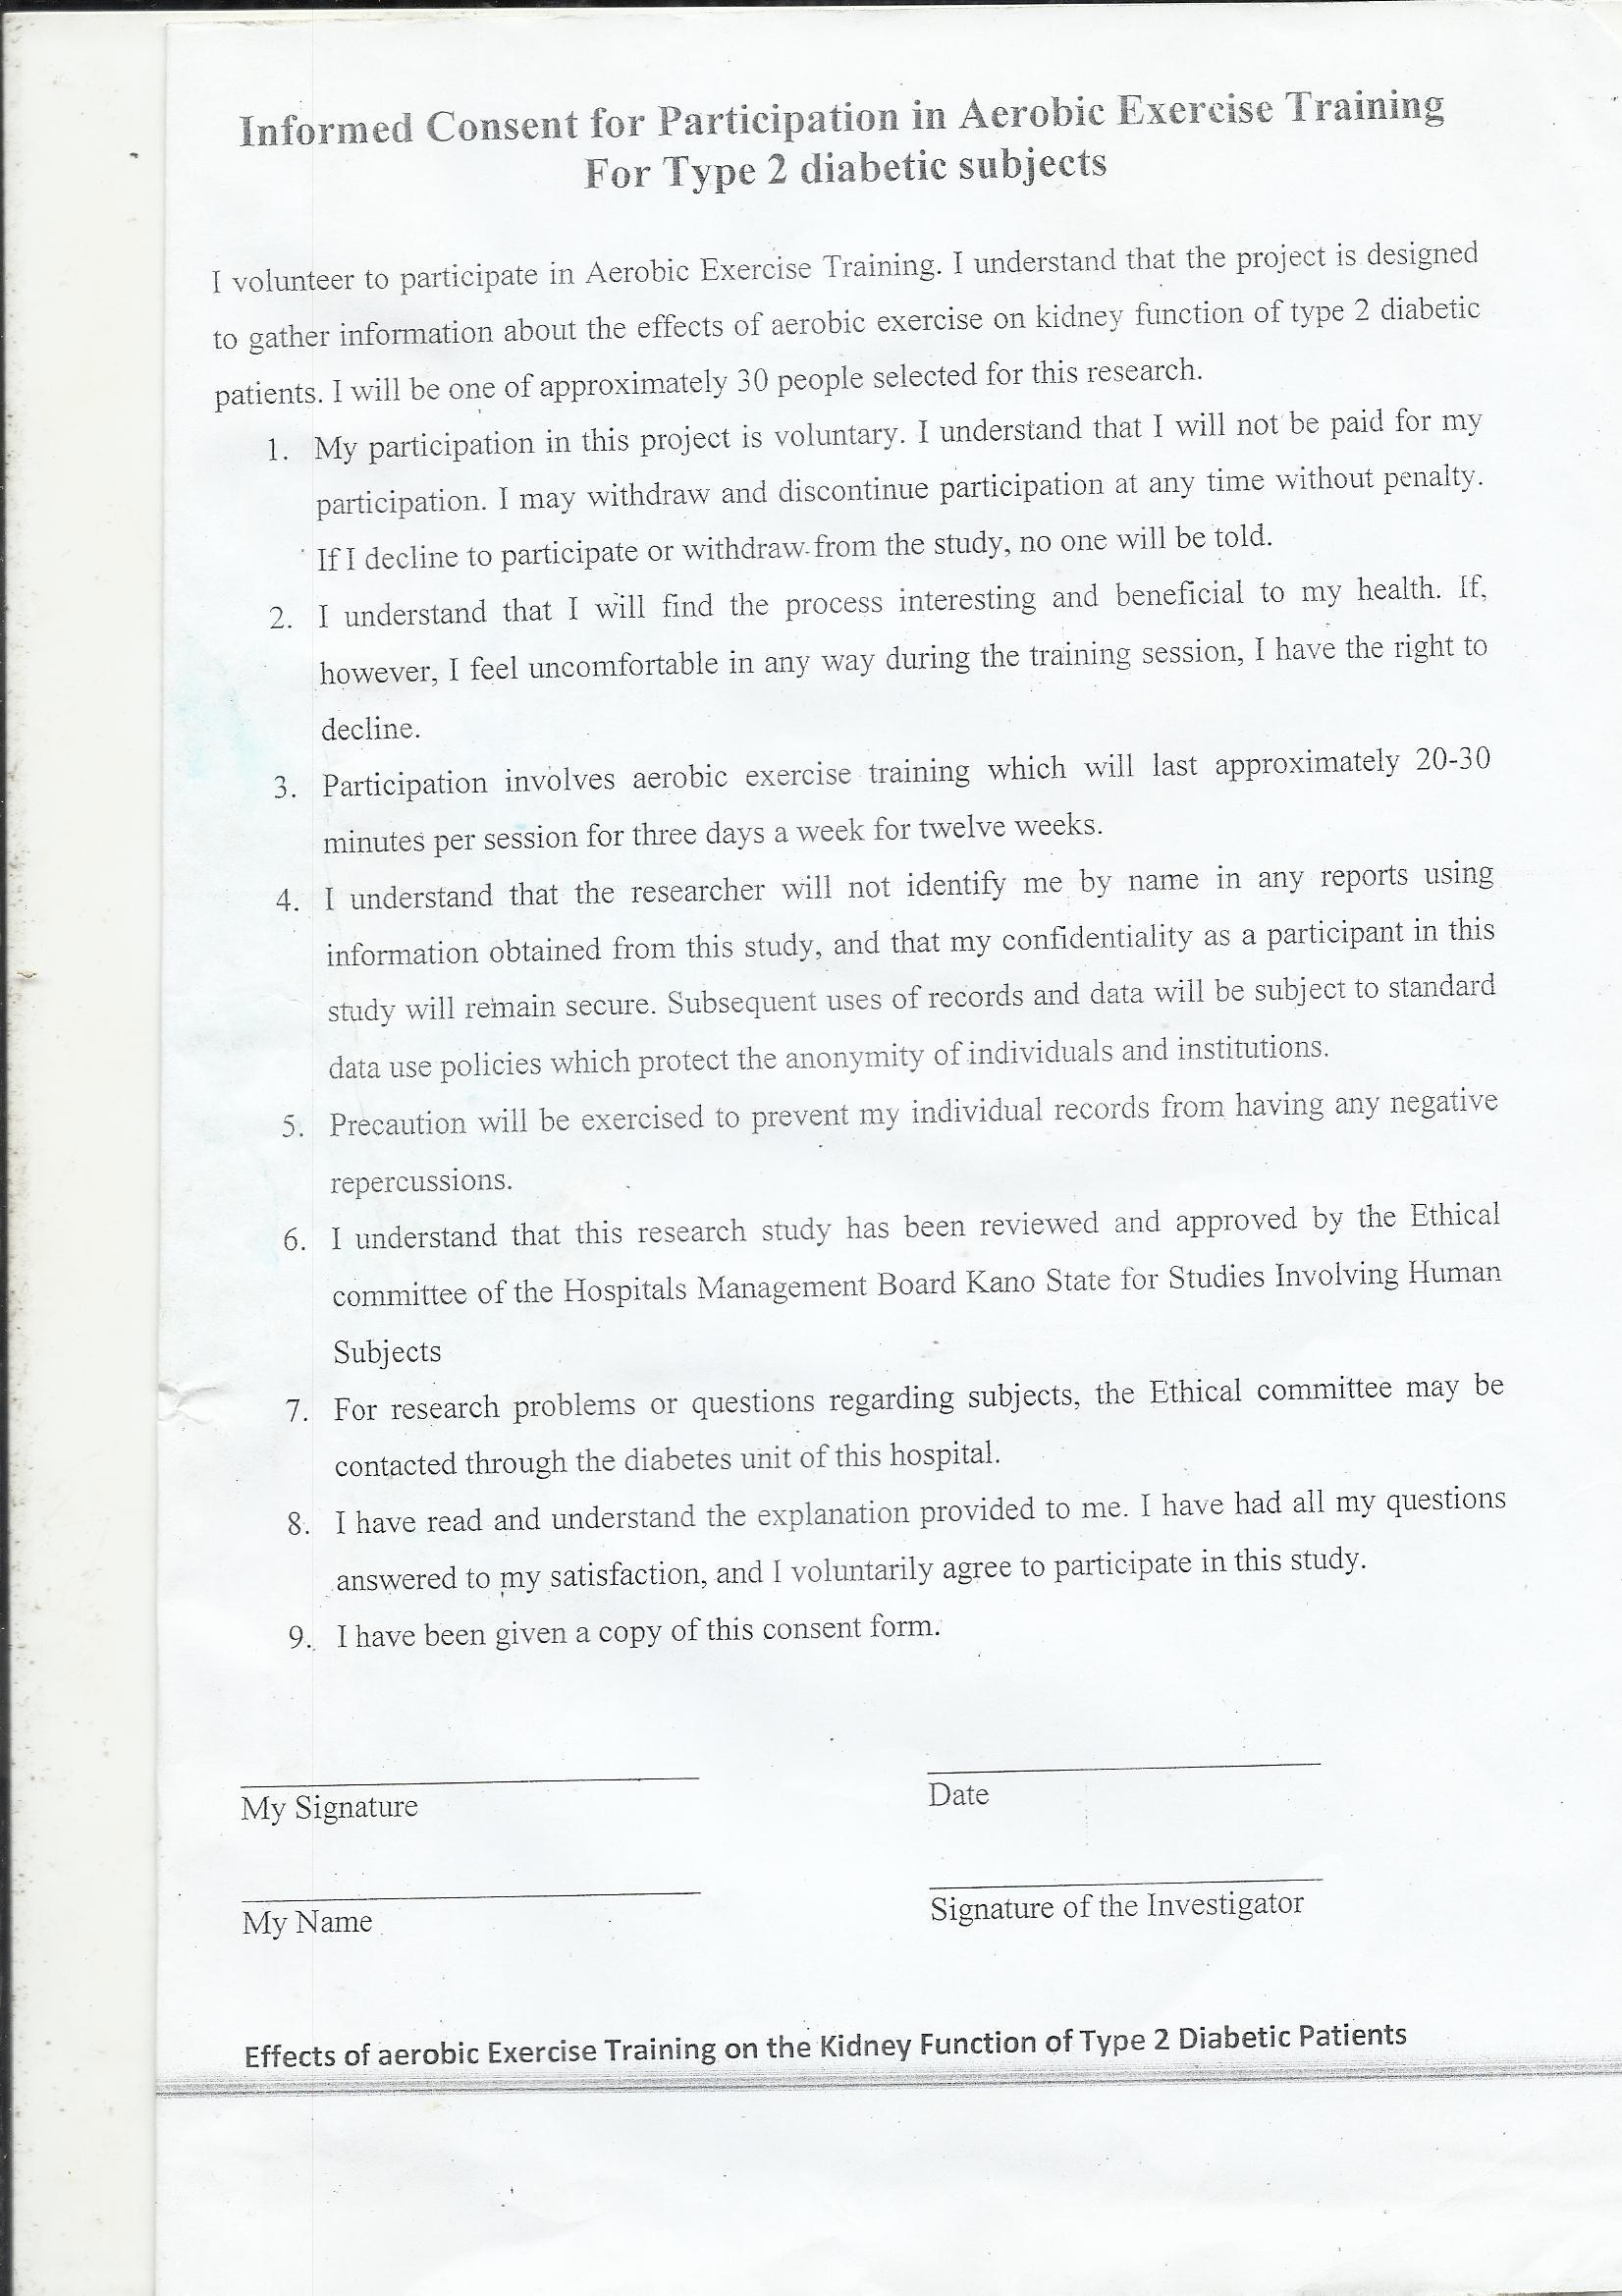 Informed Consent for Participation in Aerobic Exercise Training
For Type 2 diabetic subjects
I volunteer to participate in Aerobic Exercise Training. I understand that the project is designed
to gather information about the effects of aerobic exercise on kidney function of type 2 diabetic
patients. I will be one of approximately 30 people selected for this research.
1. My participation in this project is voluntary. I understand that I will not be paid for my
participation. I may withdraw and discontinue participation at any time without penalty.
If I decline to participate or withdraw from the study, no one will be told.
2. I understand that I will find the process interesting and beneficial to my health. If,
however, I feel uncomfortable in any way during the training session, I have the right to
decline.
3. Participation involves aerobic exercise training which will last approximately 20-30
minutes per session for three days a week for twelve weeks.
4. I understand that the researcher will not identify me by name in any reports using
information obtained from this study, and that my confidentiality as a participant in this
study will remain secure. Subsequent uses of records and data will be subject to standard
data use policies which protect the anonymity of individuals and institutions.
5. Precaution will be exercised to prevent my individual records from having any negative
repercussions.
6. I understand that this research study has been reviewed and approved by the Ethical
committee of the Hospitals Management Board Kano State for Studies Involving Human
Subjects
7. For research problems or questions regarding subjects, the Ethical committee may be
contacted through the diabetes unit of this hospital.
8. I have read and understand the explanation provided to me. I have had all my questions
answered to my satisfaction, and I voluntarily agree to participate in this study.
9. I have been given a copy of this consent form.
My Signature
Date
My Name
Signature of the Investigator
Effects of aerobic Exercise Training on the Kidney Function of Type 2 Diabetic Patients